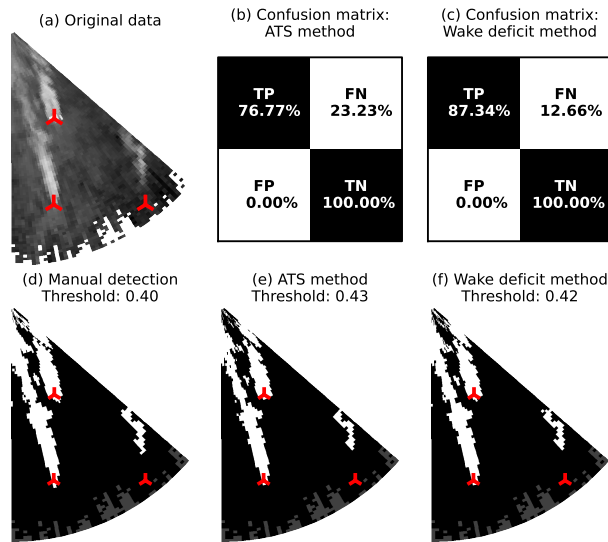 (a) Original data
(b) Confusion matrix:
ATS method
(c) Confusion matrix:
Wake deficit method
TP
76.77%
FN
23.23%
FP
0.00%
TN
100.00%
TP
87.34%
FN
12.66%
FP
0.00%
TN
100.00%
(d) Manual detection
Threshold: 0.40
(e) ATS method
Threshold: 0.43
(f) Wake deficit method
Threshold: 0.42